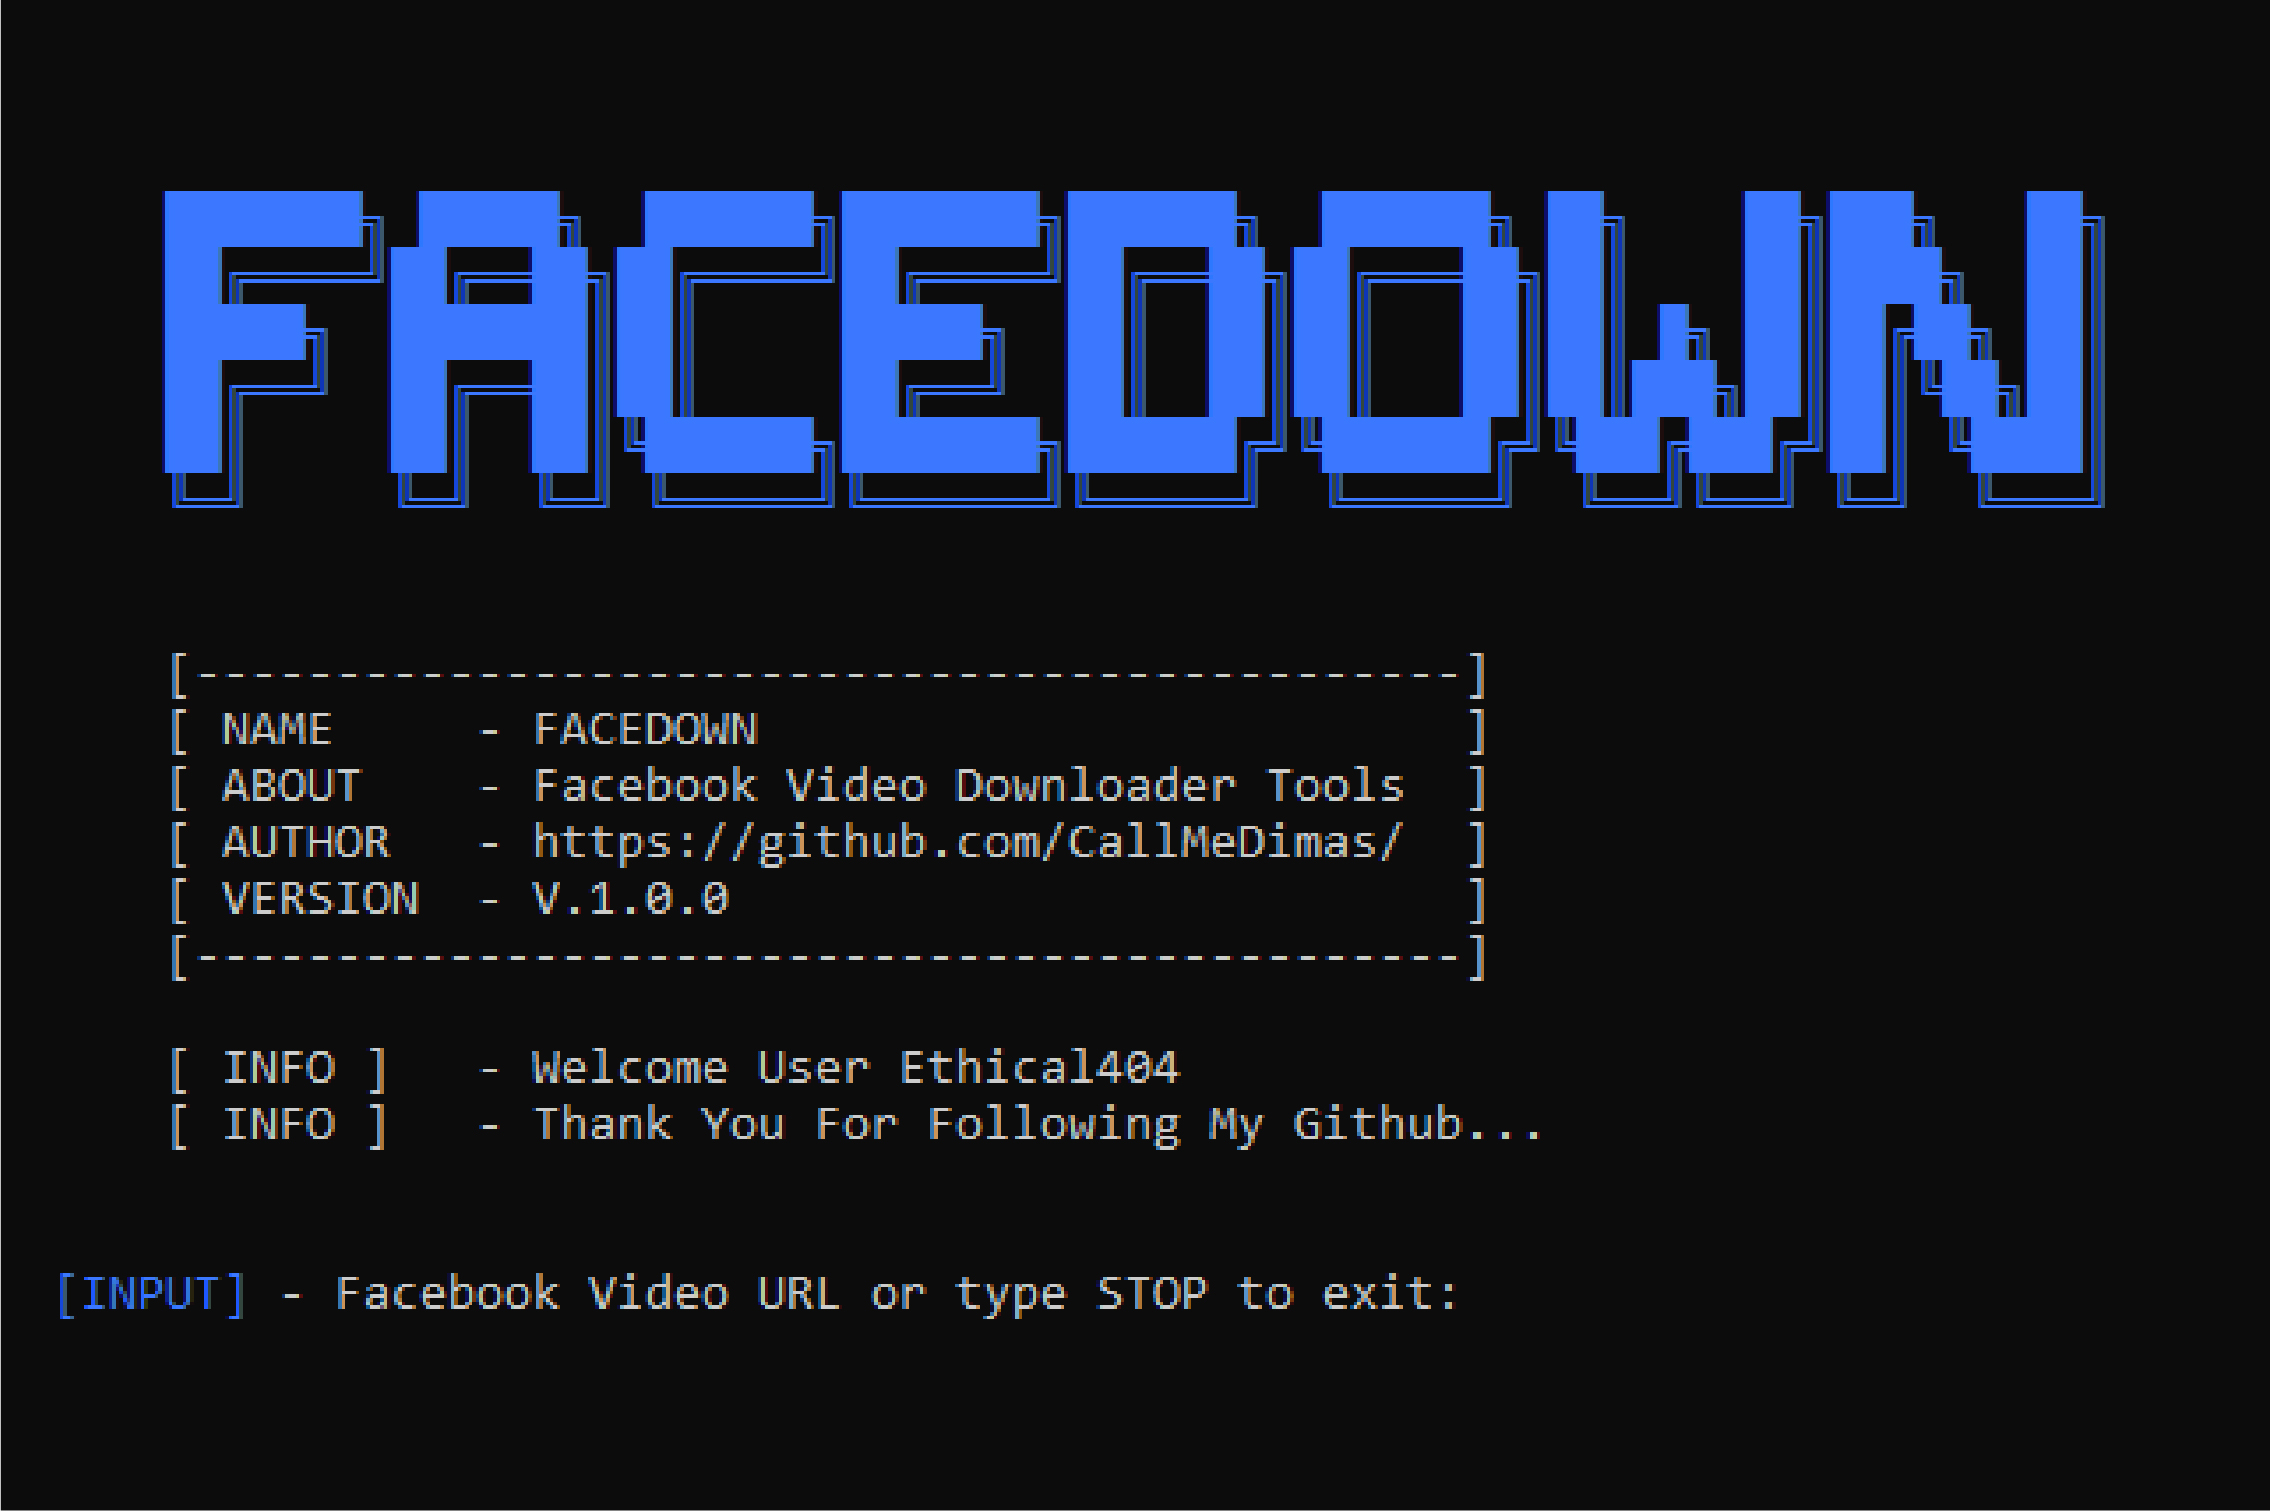 FACEDOWN
[---------------------------------------------]
[ NAME     - FACEDOWN                         ]
[ ABOUT    - Facebook Video Downloader Tools  ]
[ AUTHOR   - https://github.com/CallMeDimas/  ]
[ VERSION  - V.1.0.0                          ]
[---------------------------------------------]
[ INFO ]   - Welcome User Ethical404
[ INFO ]   - Thank You For Following My Github...
[INPUT] - Facebook Video URL or type STOP to exit: